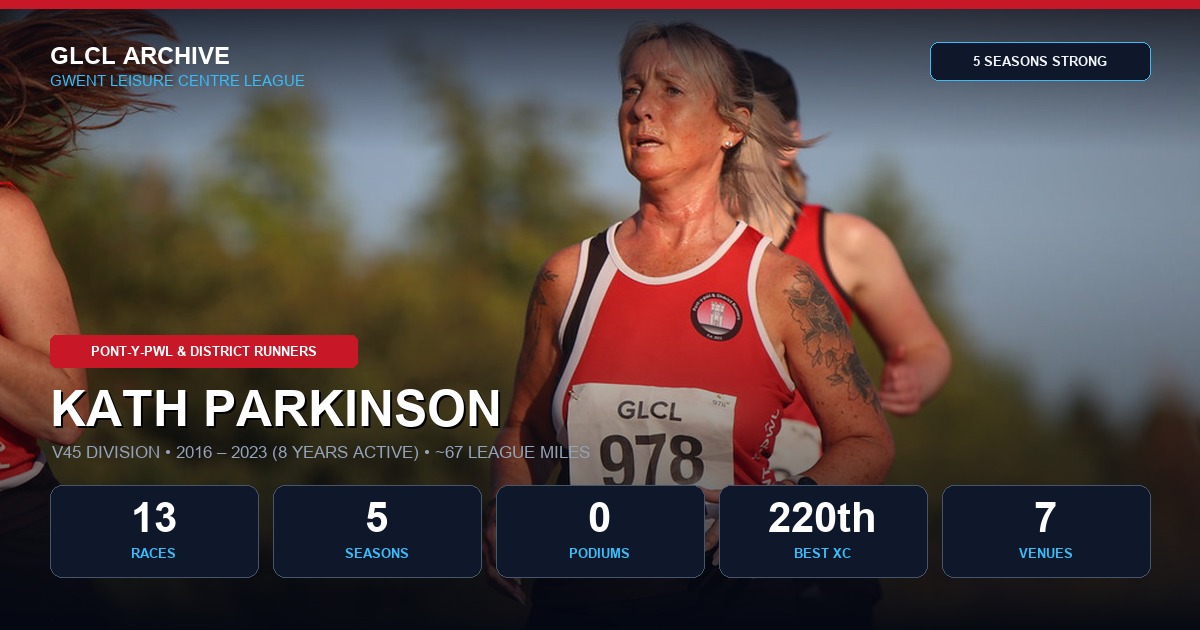 GLCL ARCHIVE
GWENT LEISURE CENTRE LEAGUE
5 SEASONS STRONG
GLCL
978
PONT-Y-PWL & DISTRICT RUNNERS
KATH PARKINSON
V45 DIVISION • 2016 – 2023 (8 YEARS ACTIVE) • ~67 LEAGUE MILES
13
RACES
5
SEASONS
0
PODIUMS
220th
BEST XC
7
VENUES